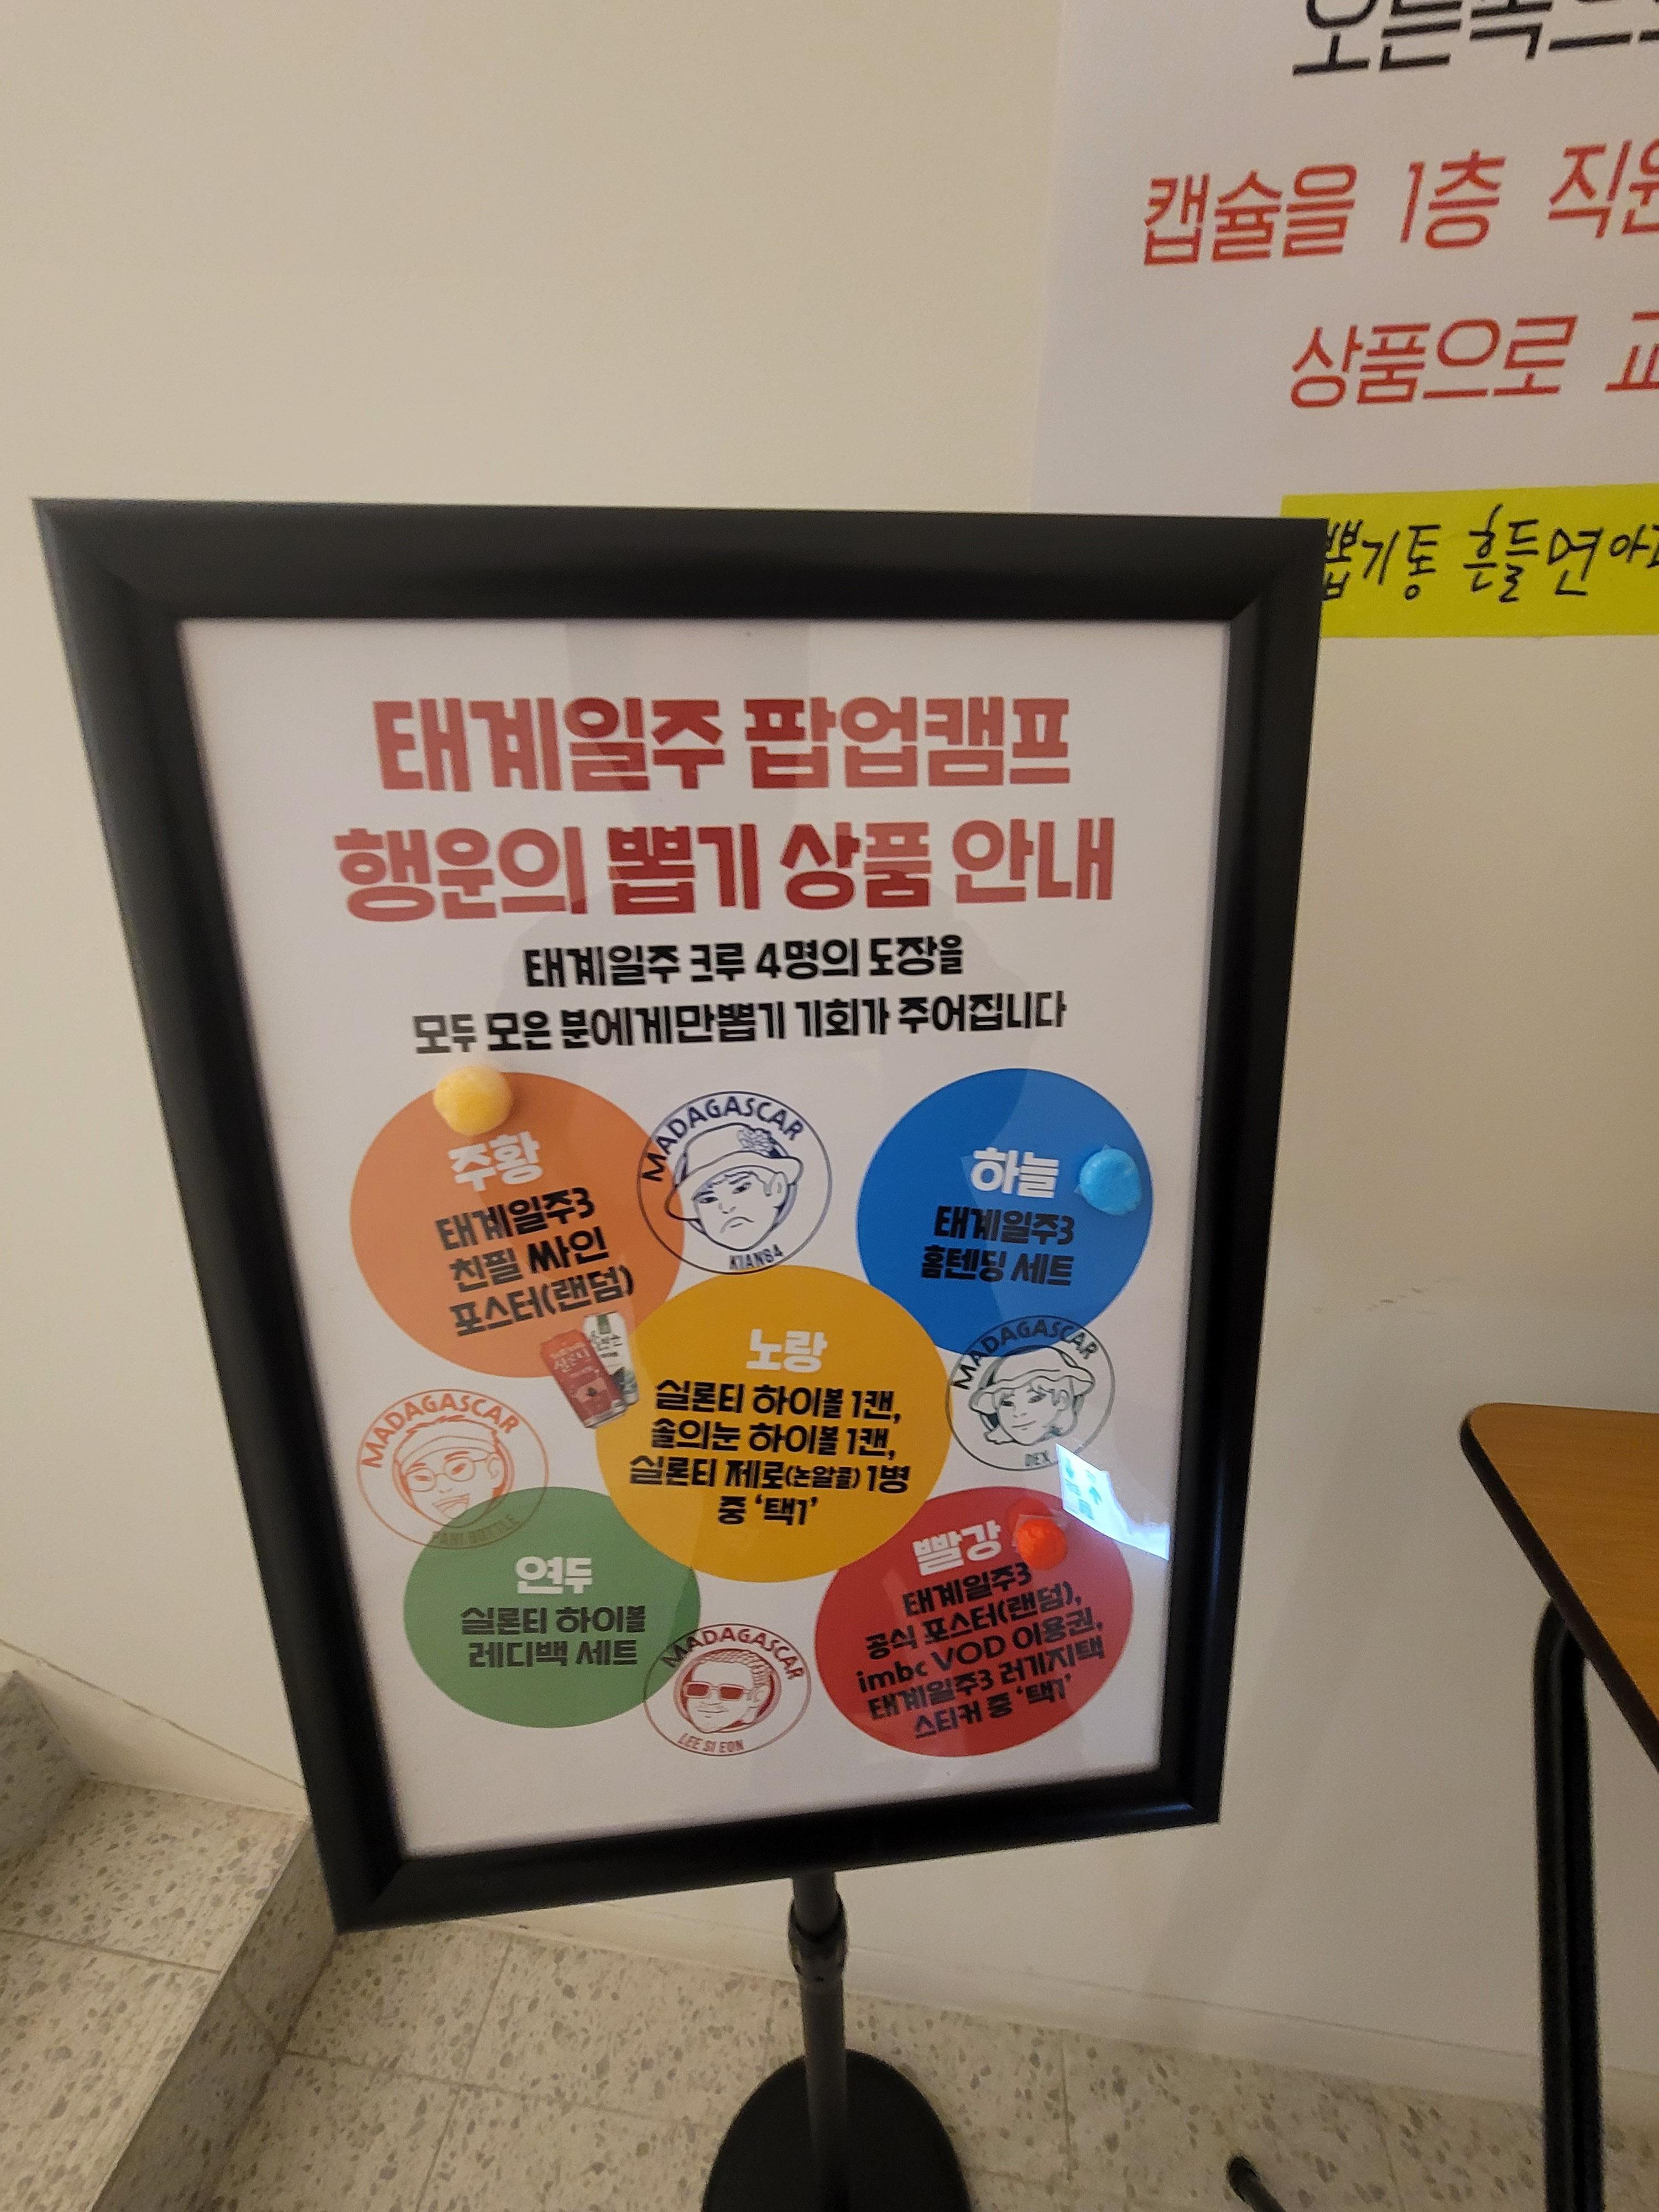 오른쪽으로
캡슐을 1층 직원
상품으로 교
뽑기통 흔들면 아
태계일주 팝업캠프
행운의 뽑기 상품 안내
태계일주 크루 4명의 도장을
모두 모은 분에게만뽑기 기회가 주어집니다
주황
태계일주3
친필 싸인
포스터(랜덤)
MADAGASCAR
KIAN84
하늘
태계일주3
홈텐딩 세트
노랑
실론티 하이볼 1캔,
솔의눈 하이볼 1캔,
실론티 제로(논알콜) 1병
중 '택1'
MADAGASCAR
DEX
MADAGASCAR
PANI BOTTLE
연두
실론티 하이볼
레디백 세트
MADAGASCAR
LEE SI EON
빨강
태계일주3
공식 포스터(랜덤),
imbc VOD 이용권,
태계일주3 러기지택
스티커 중 '택1'